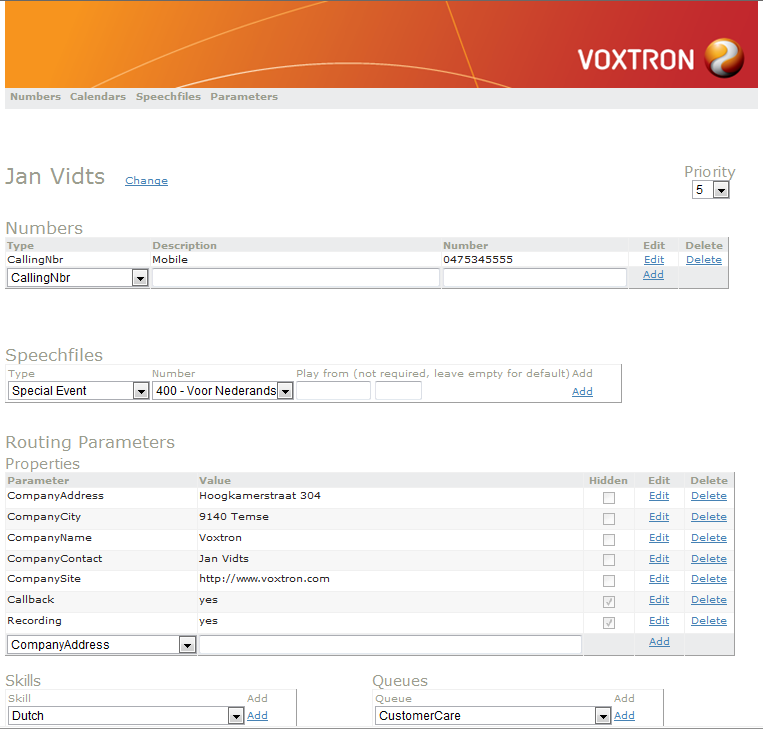 VOXTRON
Numbers Calendars Speechfiles Parameters
Jan Vidts Change
Priority
5
Numbers
Type Description Number Edit Delete
CallingNbr Mobile 0475345555 Edit Delete
CallingNbr Add
Speechfiles
Type Number Play from (not required, leave empty for default) Add
Special Event 400 - Voor Nederands Add
Routing Parameters
Properties
Parameter Value Hidden Edit Delete
CompanyAddress Hoogkamerstraat 304 Edit Delete
CompanyCity 9140 Temse Edit Delete
CompanyName Voxtron Edit Delete
CompanyContact Jan Vidts Edit Delete
CompanySite http://www.voxtron.com Edit Delete
Callback yes Edit Delete
Recording yes Edit Delete
CompanyAddress Add
Skills Queues
Skill Add Queue Add
Dutch Add CustomerCare Add